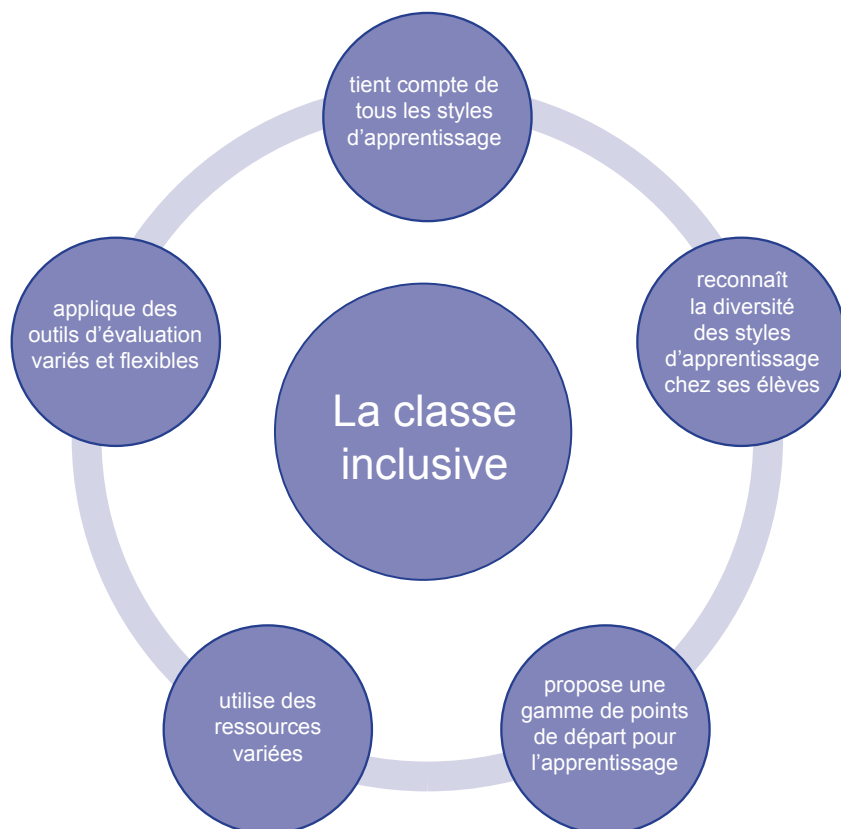 tient compte de
tous les styles
d'apprentissage
reconnaît
la diversité
des styles
d'apprentissage
chez ses élèves
propose une
gamme de points
de départ pour
l'apprentissage
utilise des
ressources
variées
applique des
outils d'évaluation
variés et flexibles
La classe
inclusive